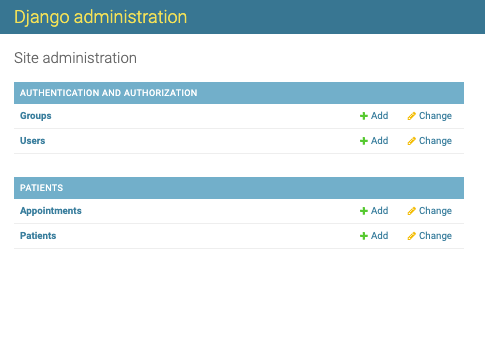 Django administration
Site administration
AUTHENTICATION AND AUTHORIZATION
Groups Add Change
Users Add Change
PATIENTS
Appointments Add Change
Patients Add Change